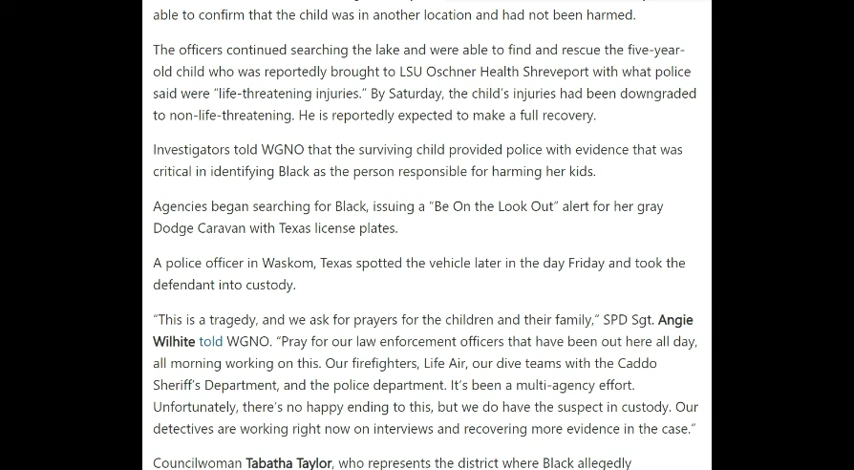 able to confirm that the child was in another location and had not been harmed.
The officers continued searching the lake and were able to find and rescue the five-year-
old child who was reportedly brought to LSU Oschner Health Shreveport with what police
said were “life-threatening injuries.” By Saturday, the child’s injuries had been downgraded
to non-life-threatening. He is reportedly expected to make a full recovery.
Investigators told WGNO that the surviving child provided police with evidence that was
critical in identifying Black as the person responsible for harming her kids.
Agencies began searching for Black, issuing a “Be On the Look Out” alert for her gray
Dodge Caravan with Texas license plates.
A police officer in Waskom, Texas spotted the vehicle later in the day Friday and took the
defendant into custody.
“This is a tragedy, and we ask for prayers for the children and their family,” SPD Sgt. Angie
Wilhite told WGNO. “Pray for our law enforcement officers that have been out here all day,
all morning working on this. Our firefighters, Life Air, our dive teams with the Caddo
Sheriff’s Department, and the police department. It’s been a multi-agency effort.
Unfortunately, there’s no happy ending to this, but we do have the suspect in custody. Our
detectives are working right now on interviews and recovering more evidence in the case.”
Councilwoman Tabatha Taylor, who represents the district where Black allegedly